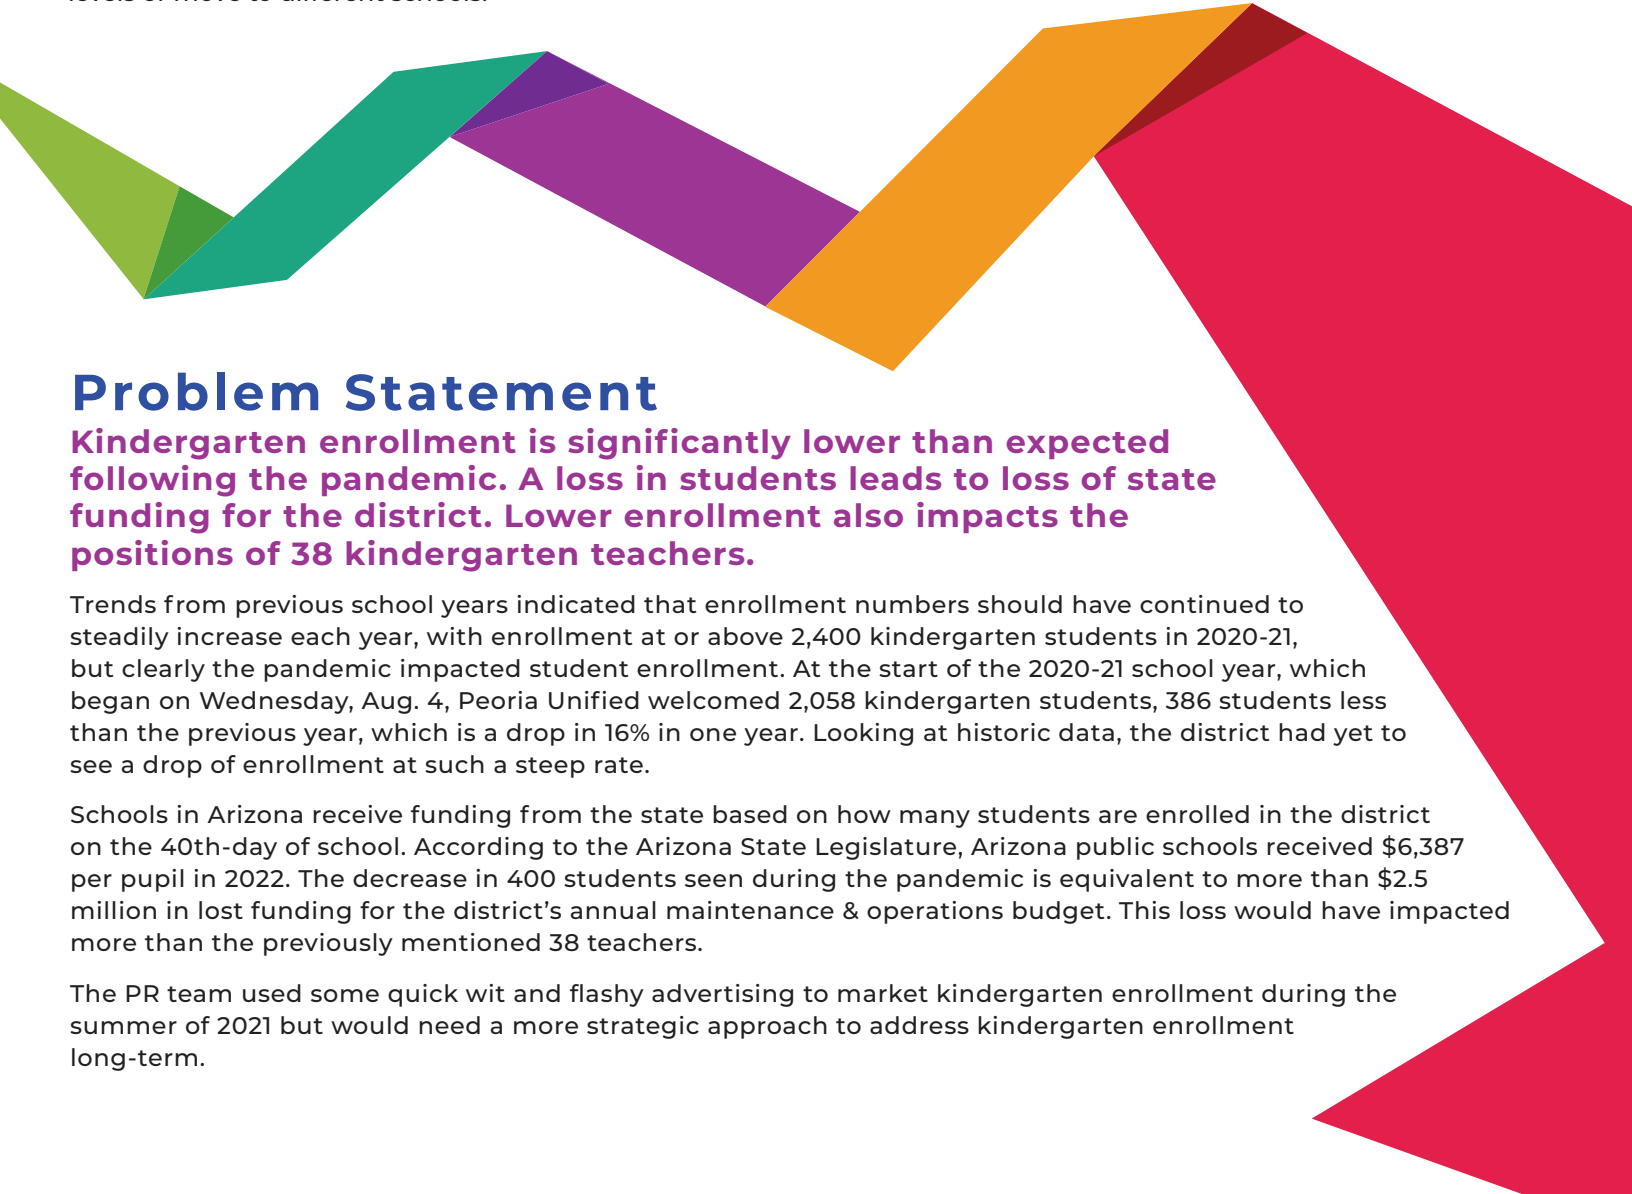 levels or move to different schools.
Problem Statement
Kindergarten enrollment is significantly lower than expected
following the pandemic. A loss in students leads to loss of state
funding for the district. Lower enrollment also impacts the
positions of 38 kindergarten teachers.
Trends from previous school years indicated that enrollment numbers should have continued to
steadily increase each year, with enrollment at or above 2,400 kindergarten students in 2020-21,
but clearly the pandemic impacted student enrollment. At the start of the 2020-21 school year, which
began on Wednesday, Aug. 4, Peoria Unified welcomed 2,058 kindergarten students, 386 students less
than the previous year, which is a drop in 16% in one year. Looking at historic data, the district had yet to
see a drop of enrollment at such a steep rate.
Schools in Arizona receive funding from the state based on how many students are enrolled in the district
on the 40th-day of school. According to the Arizona State Legislature, Arizona public schools received $6,387
per pupil in 2022. The decrease in 400 students seen during the pandemic is equivalent to more than $2.5
million in lost funding for the district’s annual maintenance & operations budget. This loss would have impacted
more than the previously mentioned 38 teachers.
The PR team used some quick wit and flashy advertising to market kindergarten enrollment during the
summer of 2021 but would need a more strategic approach to address kindergarten enrollment
long-term.